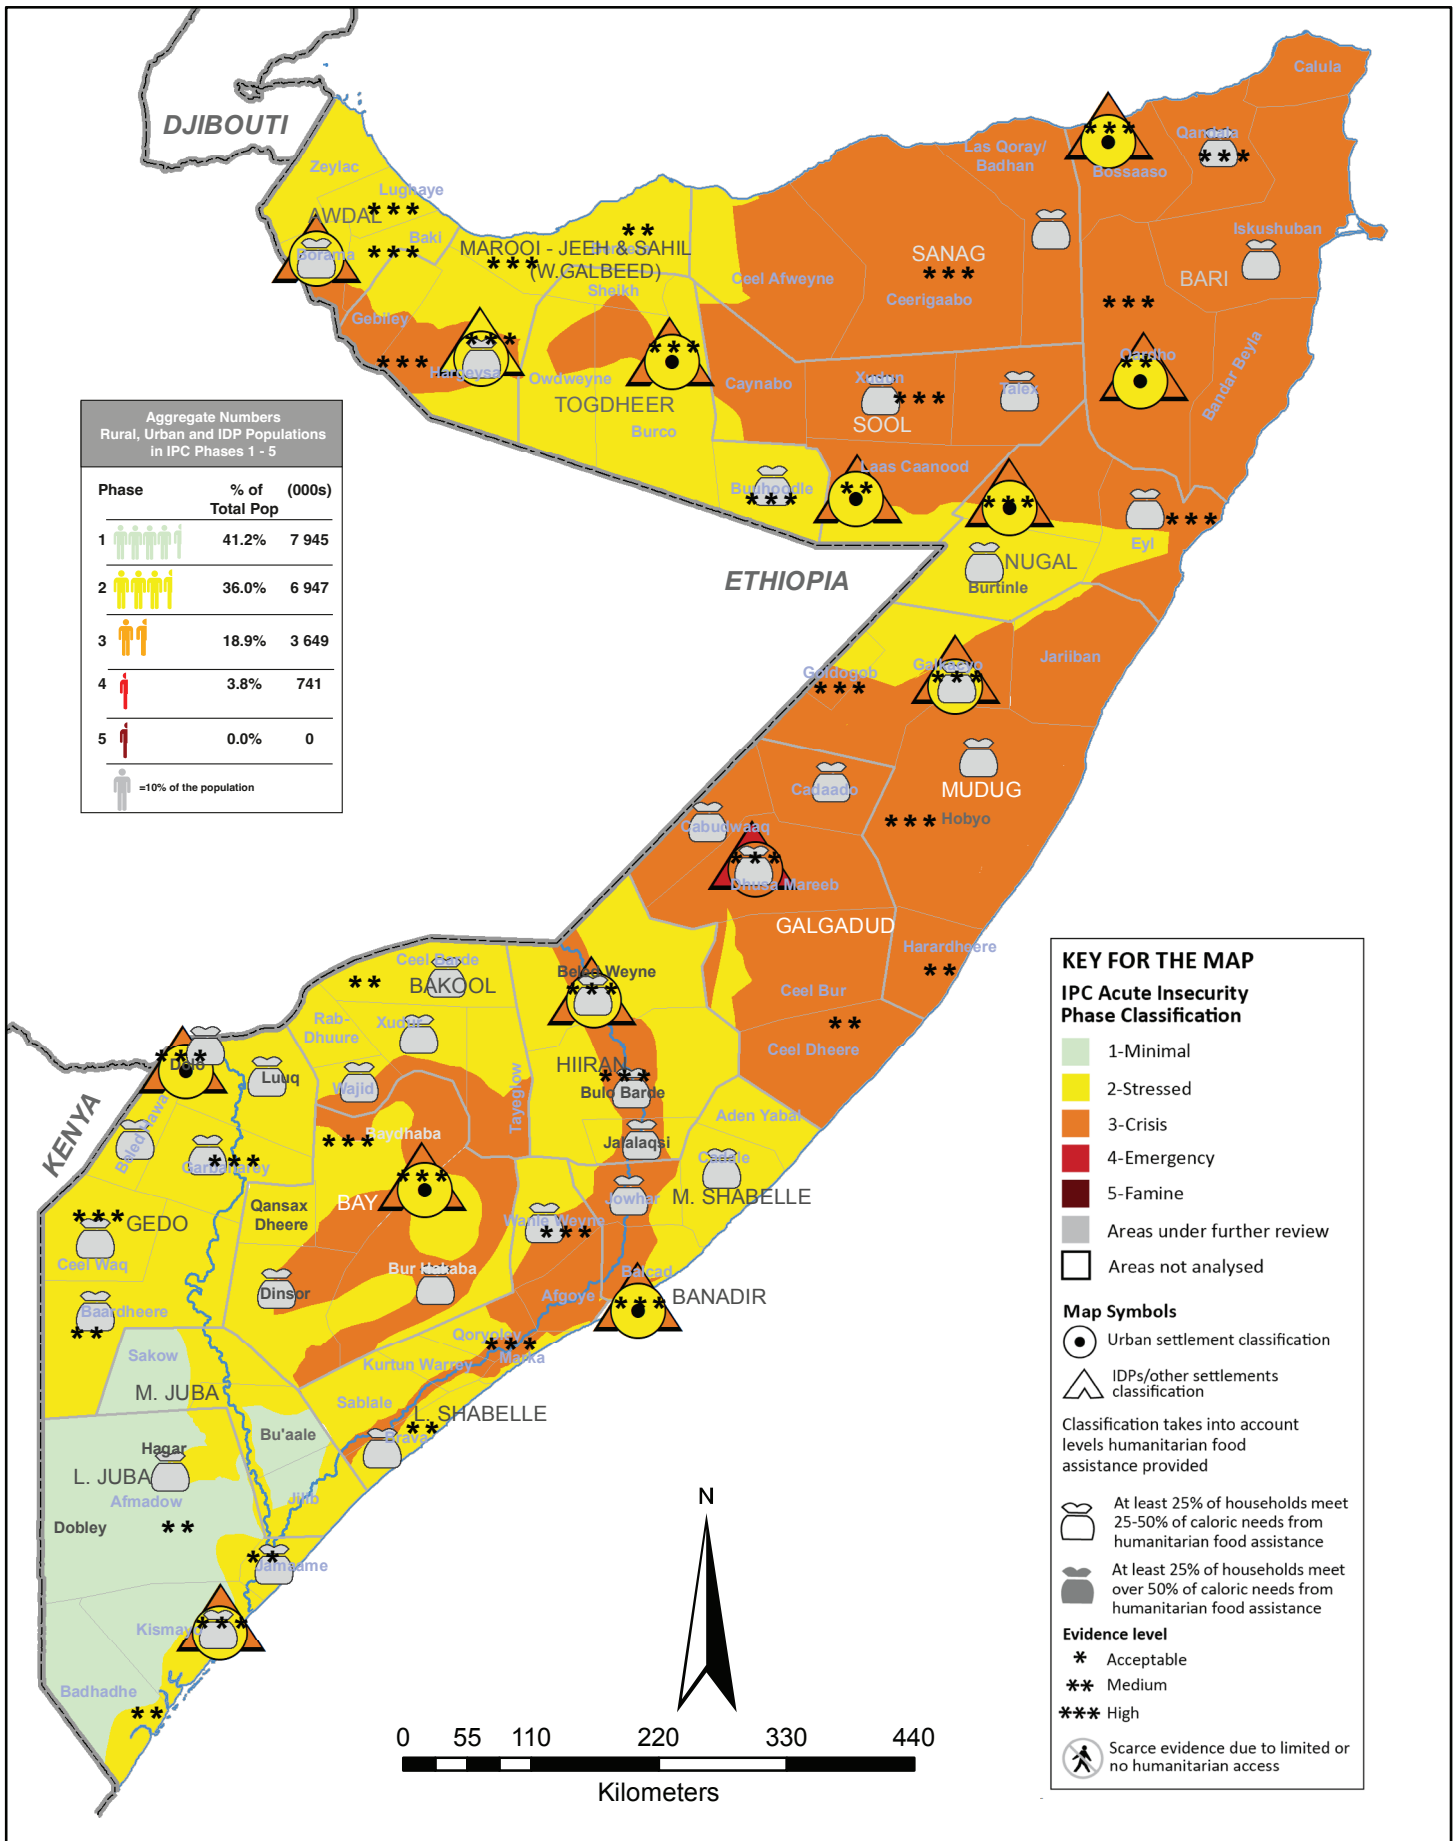 DJIBOUTI
Calula
Las Qoray/
Badhan
Qandala
***
***
Bossaaso
Zeylac
Lughaye
***
AWDAL
Baki
***
Borama
**
MAROOI - JEEH & SAHIL
***
(W.GALBEED)
Sheikh
Iskushuban
SANAG
***
Ceel Afweyne
Ceerigaabo
BARI
***
Gebiley
***
***
Hargeysa
***
Owdweyne
TOGDHEER
Burco
Caynabo
Xudun
***
SOOL
Talex
Qardho
**
Bandar Beyla
Laas Caanood
**
Buuhoodle
***
***
***
Eyl
NUGAL
Burtinle
ETHIOPIA
Aggregate Numbers
Rural, Urban and IDP Populations
in IPC Phases 1 - 5
Phase % of (000s)
Total Pop
1 41.2% 7 945
2 36.0% 6 947
3 18.9% 3 649
4 3.8% 741
5 0.0% 0
=10% of the population
Goldogob
***
Galkacyo
***
Jariiban
MUDUG
Cadaado
*** Hobyo
Cabudwaaq
***
Dhusa Mareeb
GALGADUD
Harardheere
**
Ceel Bur
**
Ceel Dheere
Ceel Barde
**
BAKOOL
Beled Weyne
***
Rab-
Dhuure
Xudur
***
Dolo
Luuq
Wajid
HIIRAN
***
Bulo Barde
Tayeglow
Aden Yabal
KENYA
Beled Hawa
Baydhaba
***
Jalalaqsi
Garbaharey
***
Cadale
***
BAY
Qansax
Dheere
Jowhar
M. SHABELLE
***
GEDO
Wanle Weyne
***
Ceel Waq
Bur Hakaba
Dinsor
Balcad
***
BANADIR
Afgoye
Baardheere
**
Qoryoley
***
Marka
Kurtun Warrey
Sakow
M. JUBA
Sablale
L. SHABELLE
**
Brava
Bu'aale
Hagar
L. JUBA
Afmadow
Jilib
Dobley
**
**
Jamaame
Kismayo
***
Badhadhe
**
N
0 55 110 220 330 440
Kilometers
KEY FOR THE MAP
IPC Acute Insecurity
Phase Classification
1-Minimal
2-Stressed
3-Crisis
4-Emergency
5-Famine
Areas under further review
Areas not analysed
Map Symbols
Urban settlement classification
IDPs/other settlements
classification
Classification takes into account
levels humanitarian food
assistance provided
At least 25% of households meet
25-50% of caloric needs from
humanitarian food assistance
At least 25% of households meet
over 50% of caloric needs from
humanitarian food assistance
Evidence level
* Acceptable
** Medium
*** High
Scarce evidence due to limited or
no humanitarian access